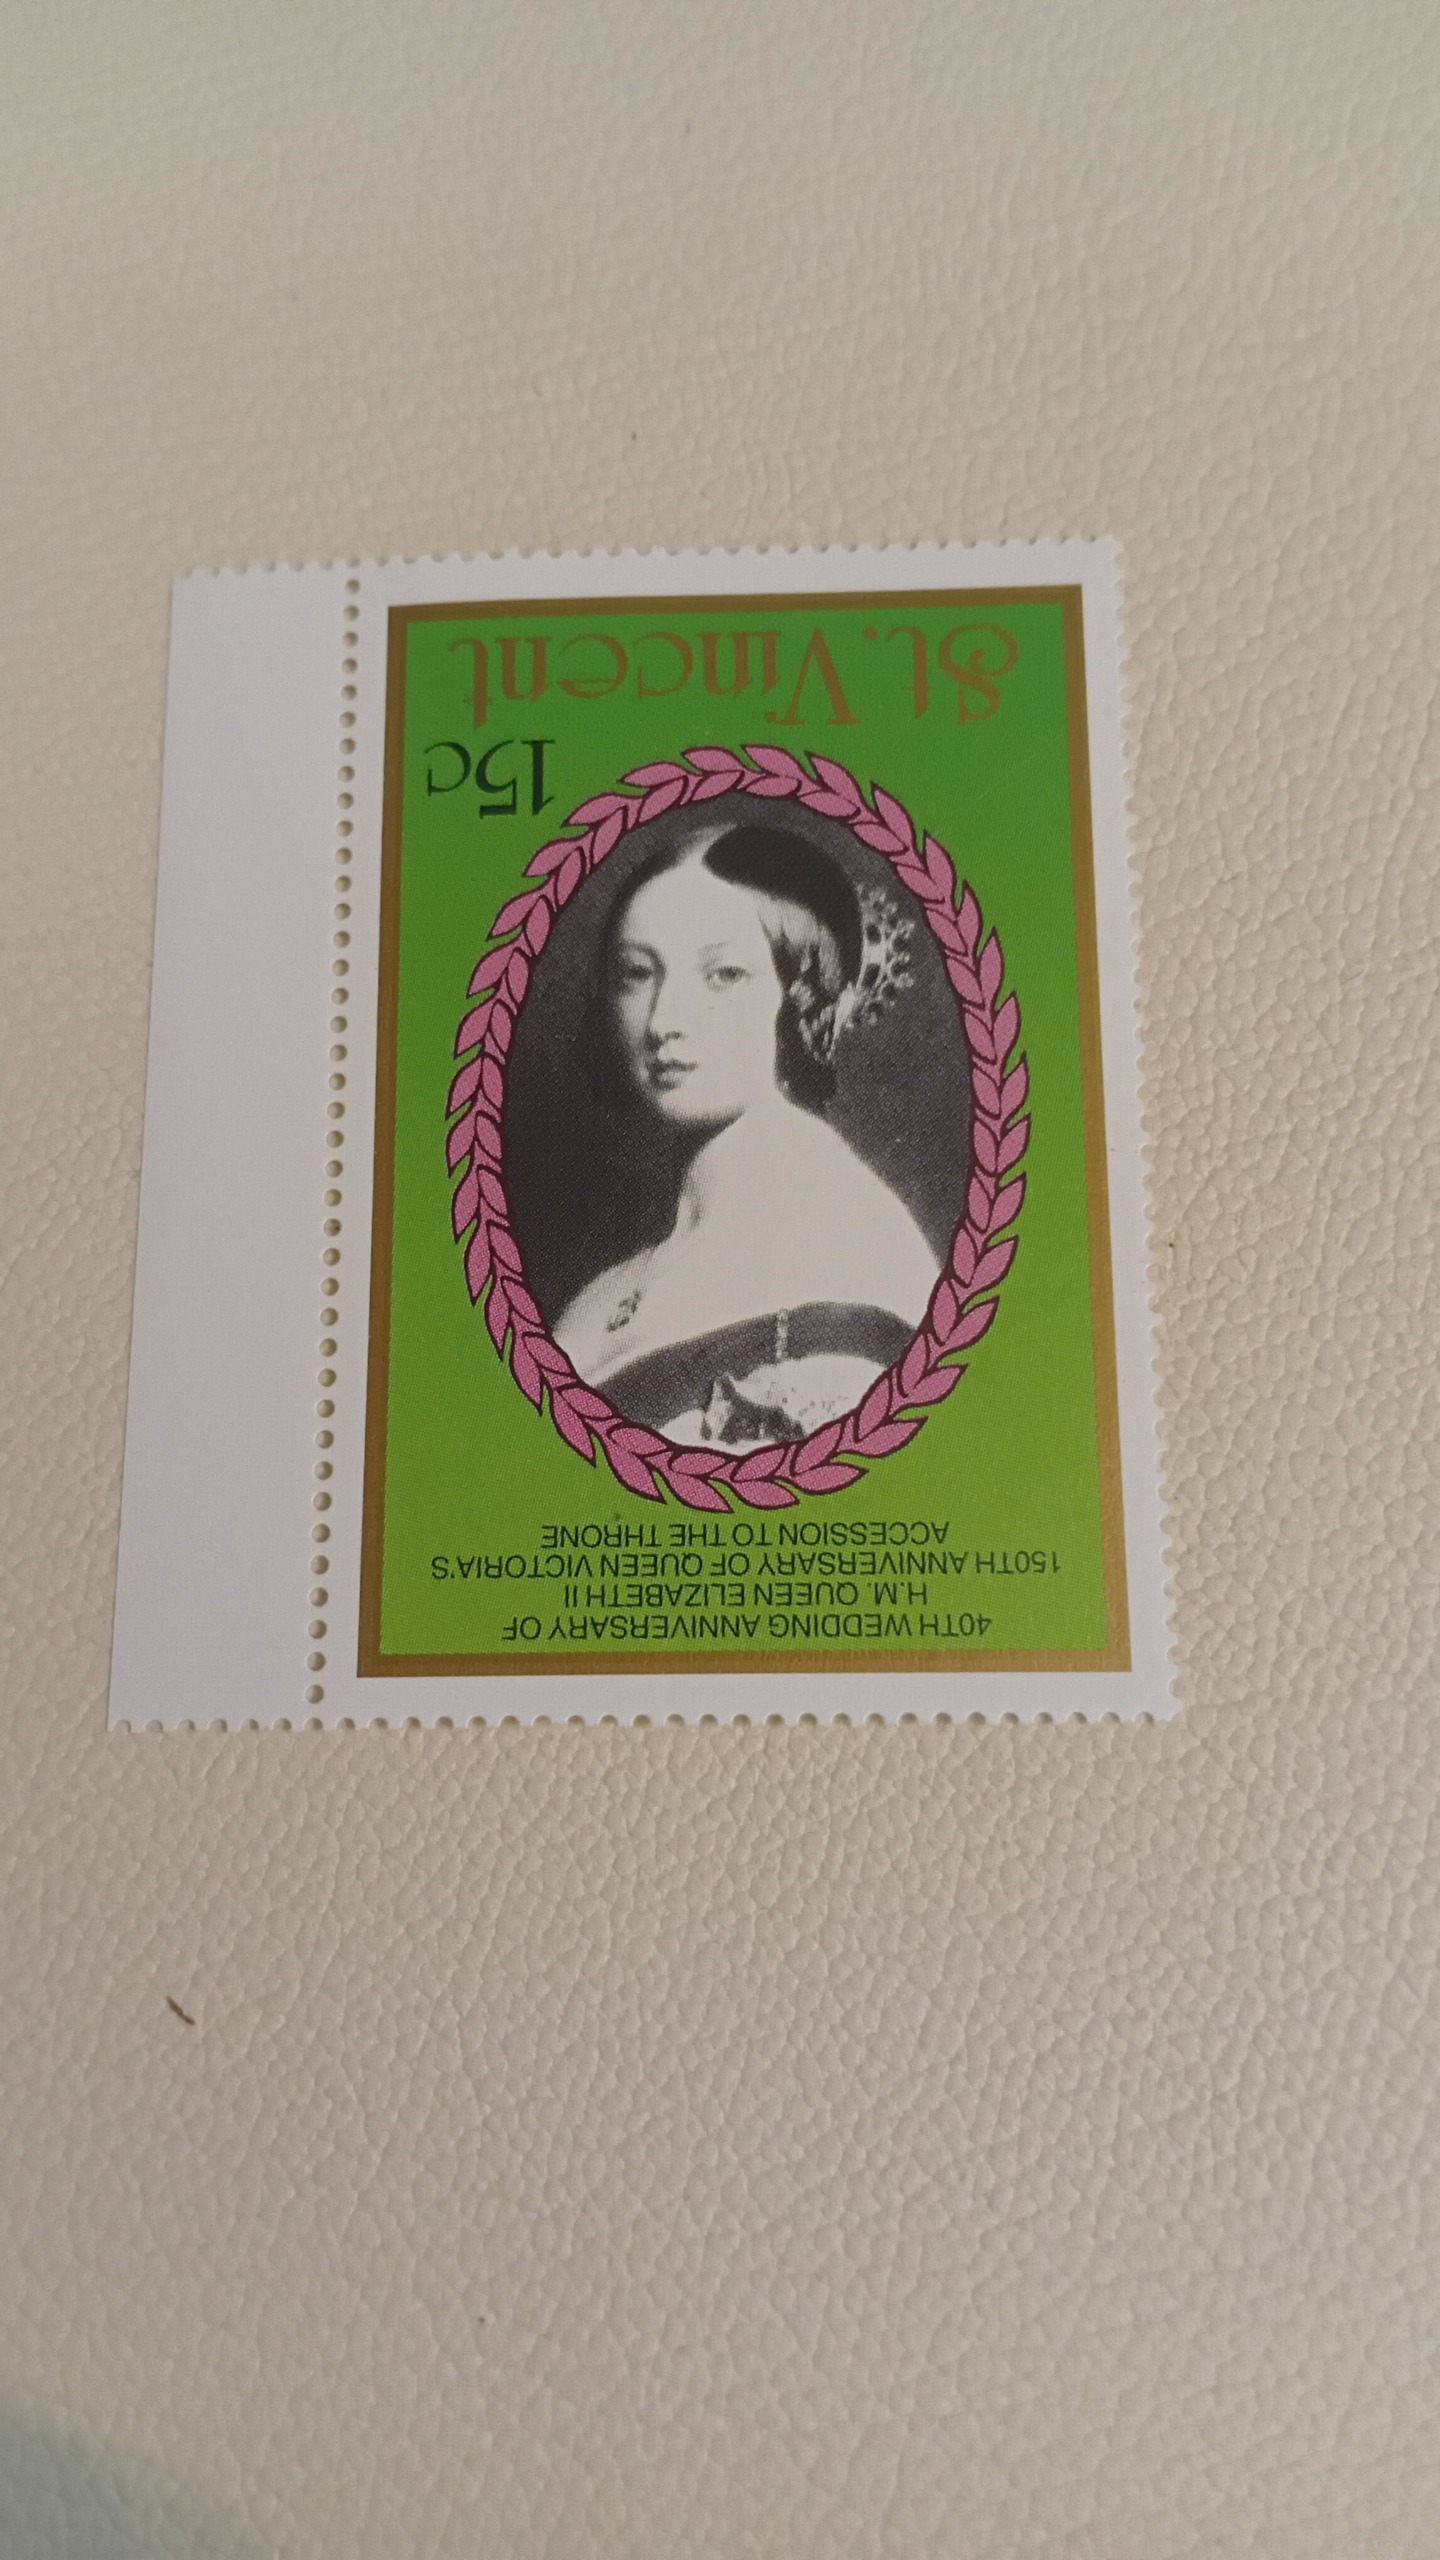 40TH WEDDING ANNIVERSARY OF
H.M. QUEEN ELIZABETH II
150TH ANNIVERSARY OF QUEEN VICTORIA'S
ACCESSION TO THE THRONE
15c
St.Vincent